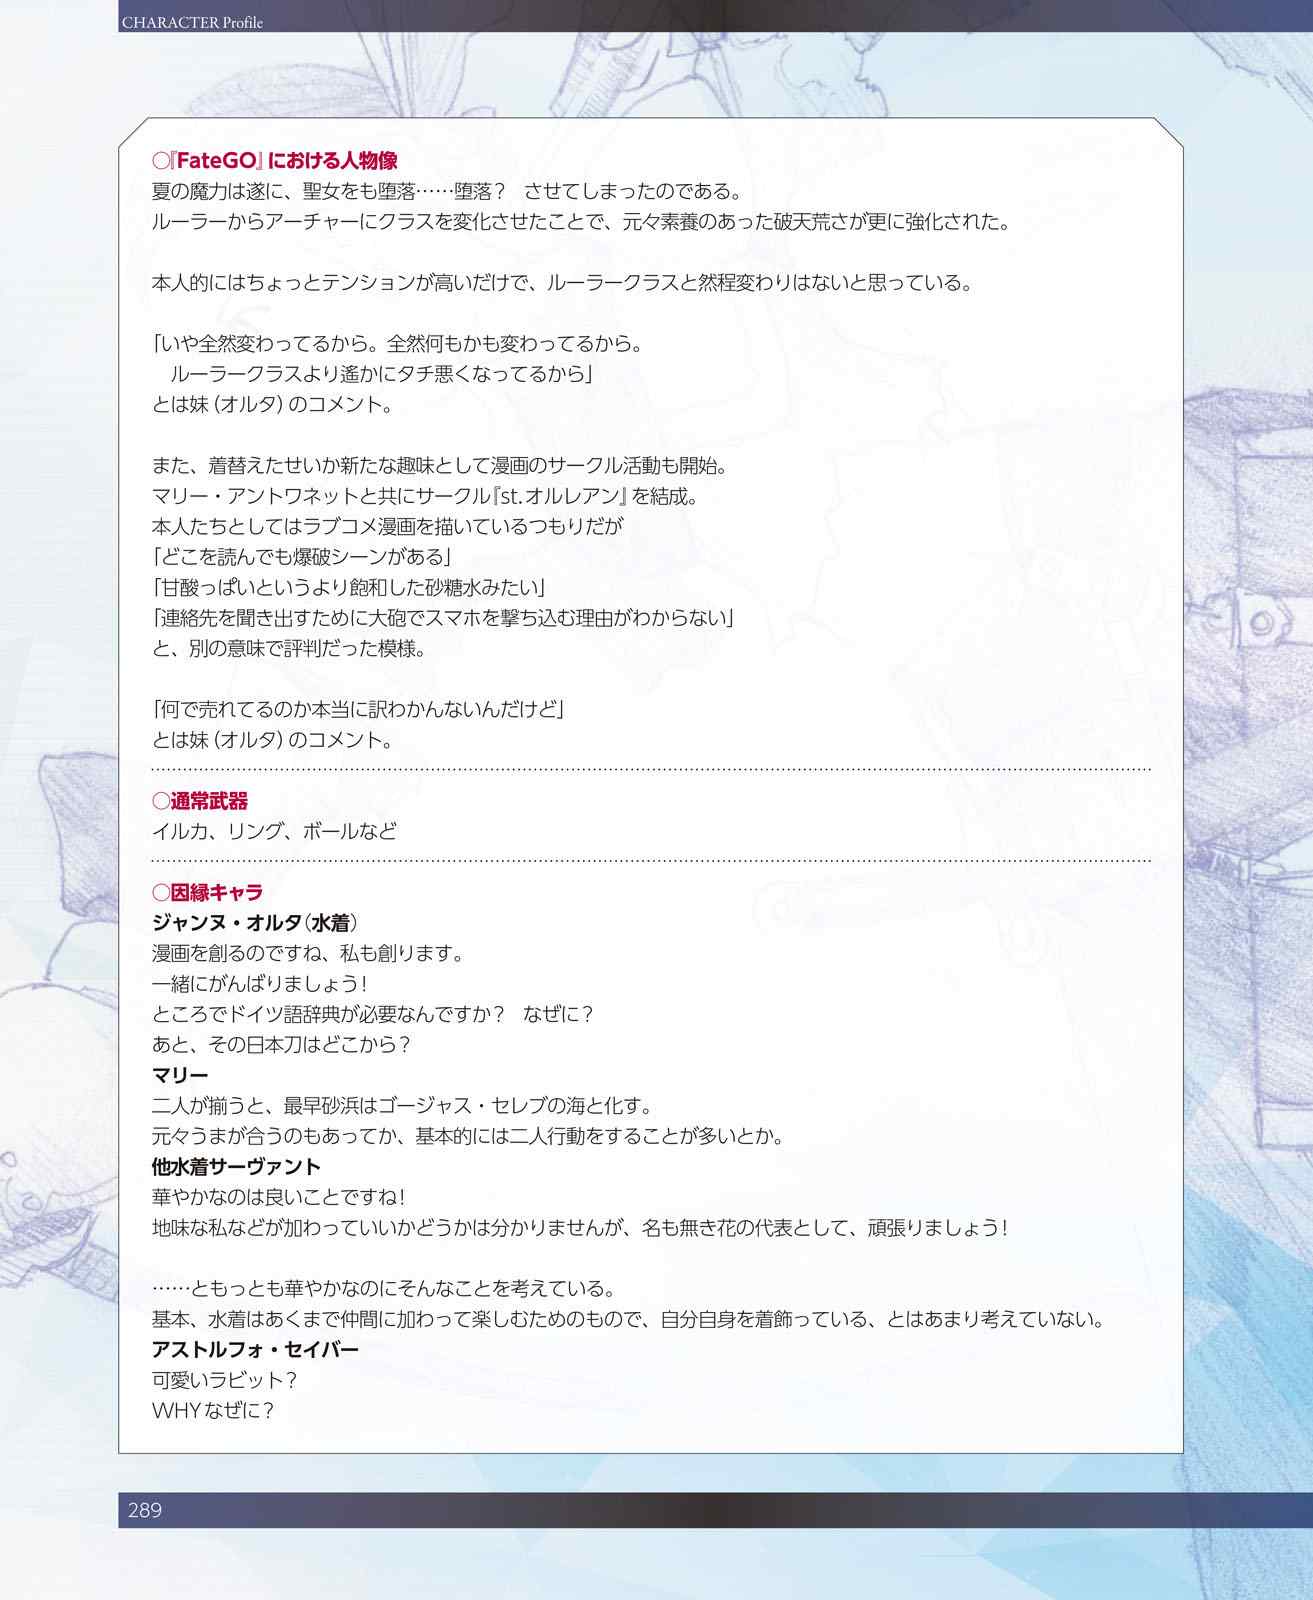 CHARACTER Profile
○『FateGO』における人物像
夏の魔力は遂に、聖女をも堕落……堕落？　させてしまったのである。
ルーラーからアーチャーにクラスを変化させたことで、元々素養のあった破天荒さが更に強化された。
本人的にはちょっとテンションが高いだけで、ルーラークラスと然程変わりはないと思っている。
「いや全然変わってるから。全然何もかも変わってるから。
　ルーラークラスより遙かにタチ悪くなってるから」
とは妹（オルタ）のコメント。
また、着替えたせいか新たな趣味として漫画のサークル活動も開始。
マリー・アントワネットと共にサークル『st.オルレアン』を結成。
本人たちとしてはラブコメ漫画を描いているつもりだが
「どこを読んでも爆破シーンがある」
「甘酸っぱいというより飽和した砂糖水みたい」
「連絡先を聞き出すために大砲でスマホを撃ち込む理由がわからない」
と、別の意味で評判だった模様。
「何で売れてるのか本当に訳わかんないんだけど」
とは妹（オルタ）のコメント。
○通常武器
イルカ、リング、ボールなど
○因縁キャラ
ジャンヌ・オルタ（水着）
漫画を創るのですね、私も創ります。
一緒にがんばりましょう！
ところでドイツ語辞典が必要なんですか？　なぜに？
あと、その日本刀はどこから？
マリー
二人が揃うと、最早砂浜はゴージャス・セレブの海と化す。
元々うまが合うのもあってか、基本的には二人行動をすることが多いとか。
他水着サーヴァント
華やかなのは良いことですね！
地味な私などが加わっていいかどうかは分かりませんが、名も無き花の代表として、頑張りましょう！
……ともっとも華やかなのにそんなことを考えている。
基本、水着はあくまで仲間に加わって楽しむためのもので、自分自身を着飾っている、とはあまり考えていない。
アストルフォ・セイバー
可愛いラビット？
WHYなぜに？
289